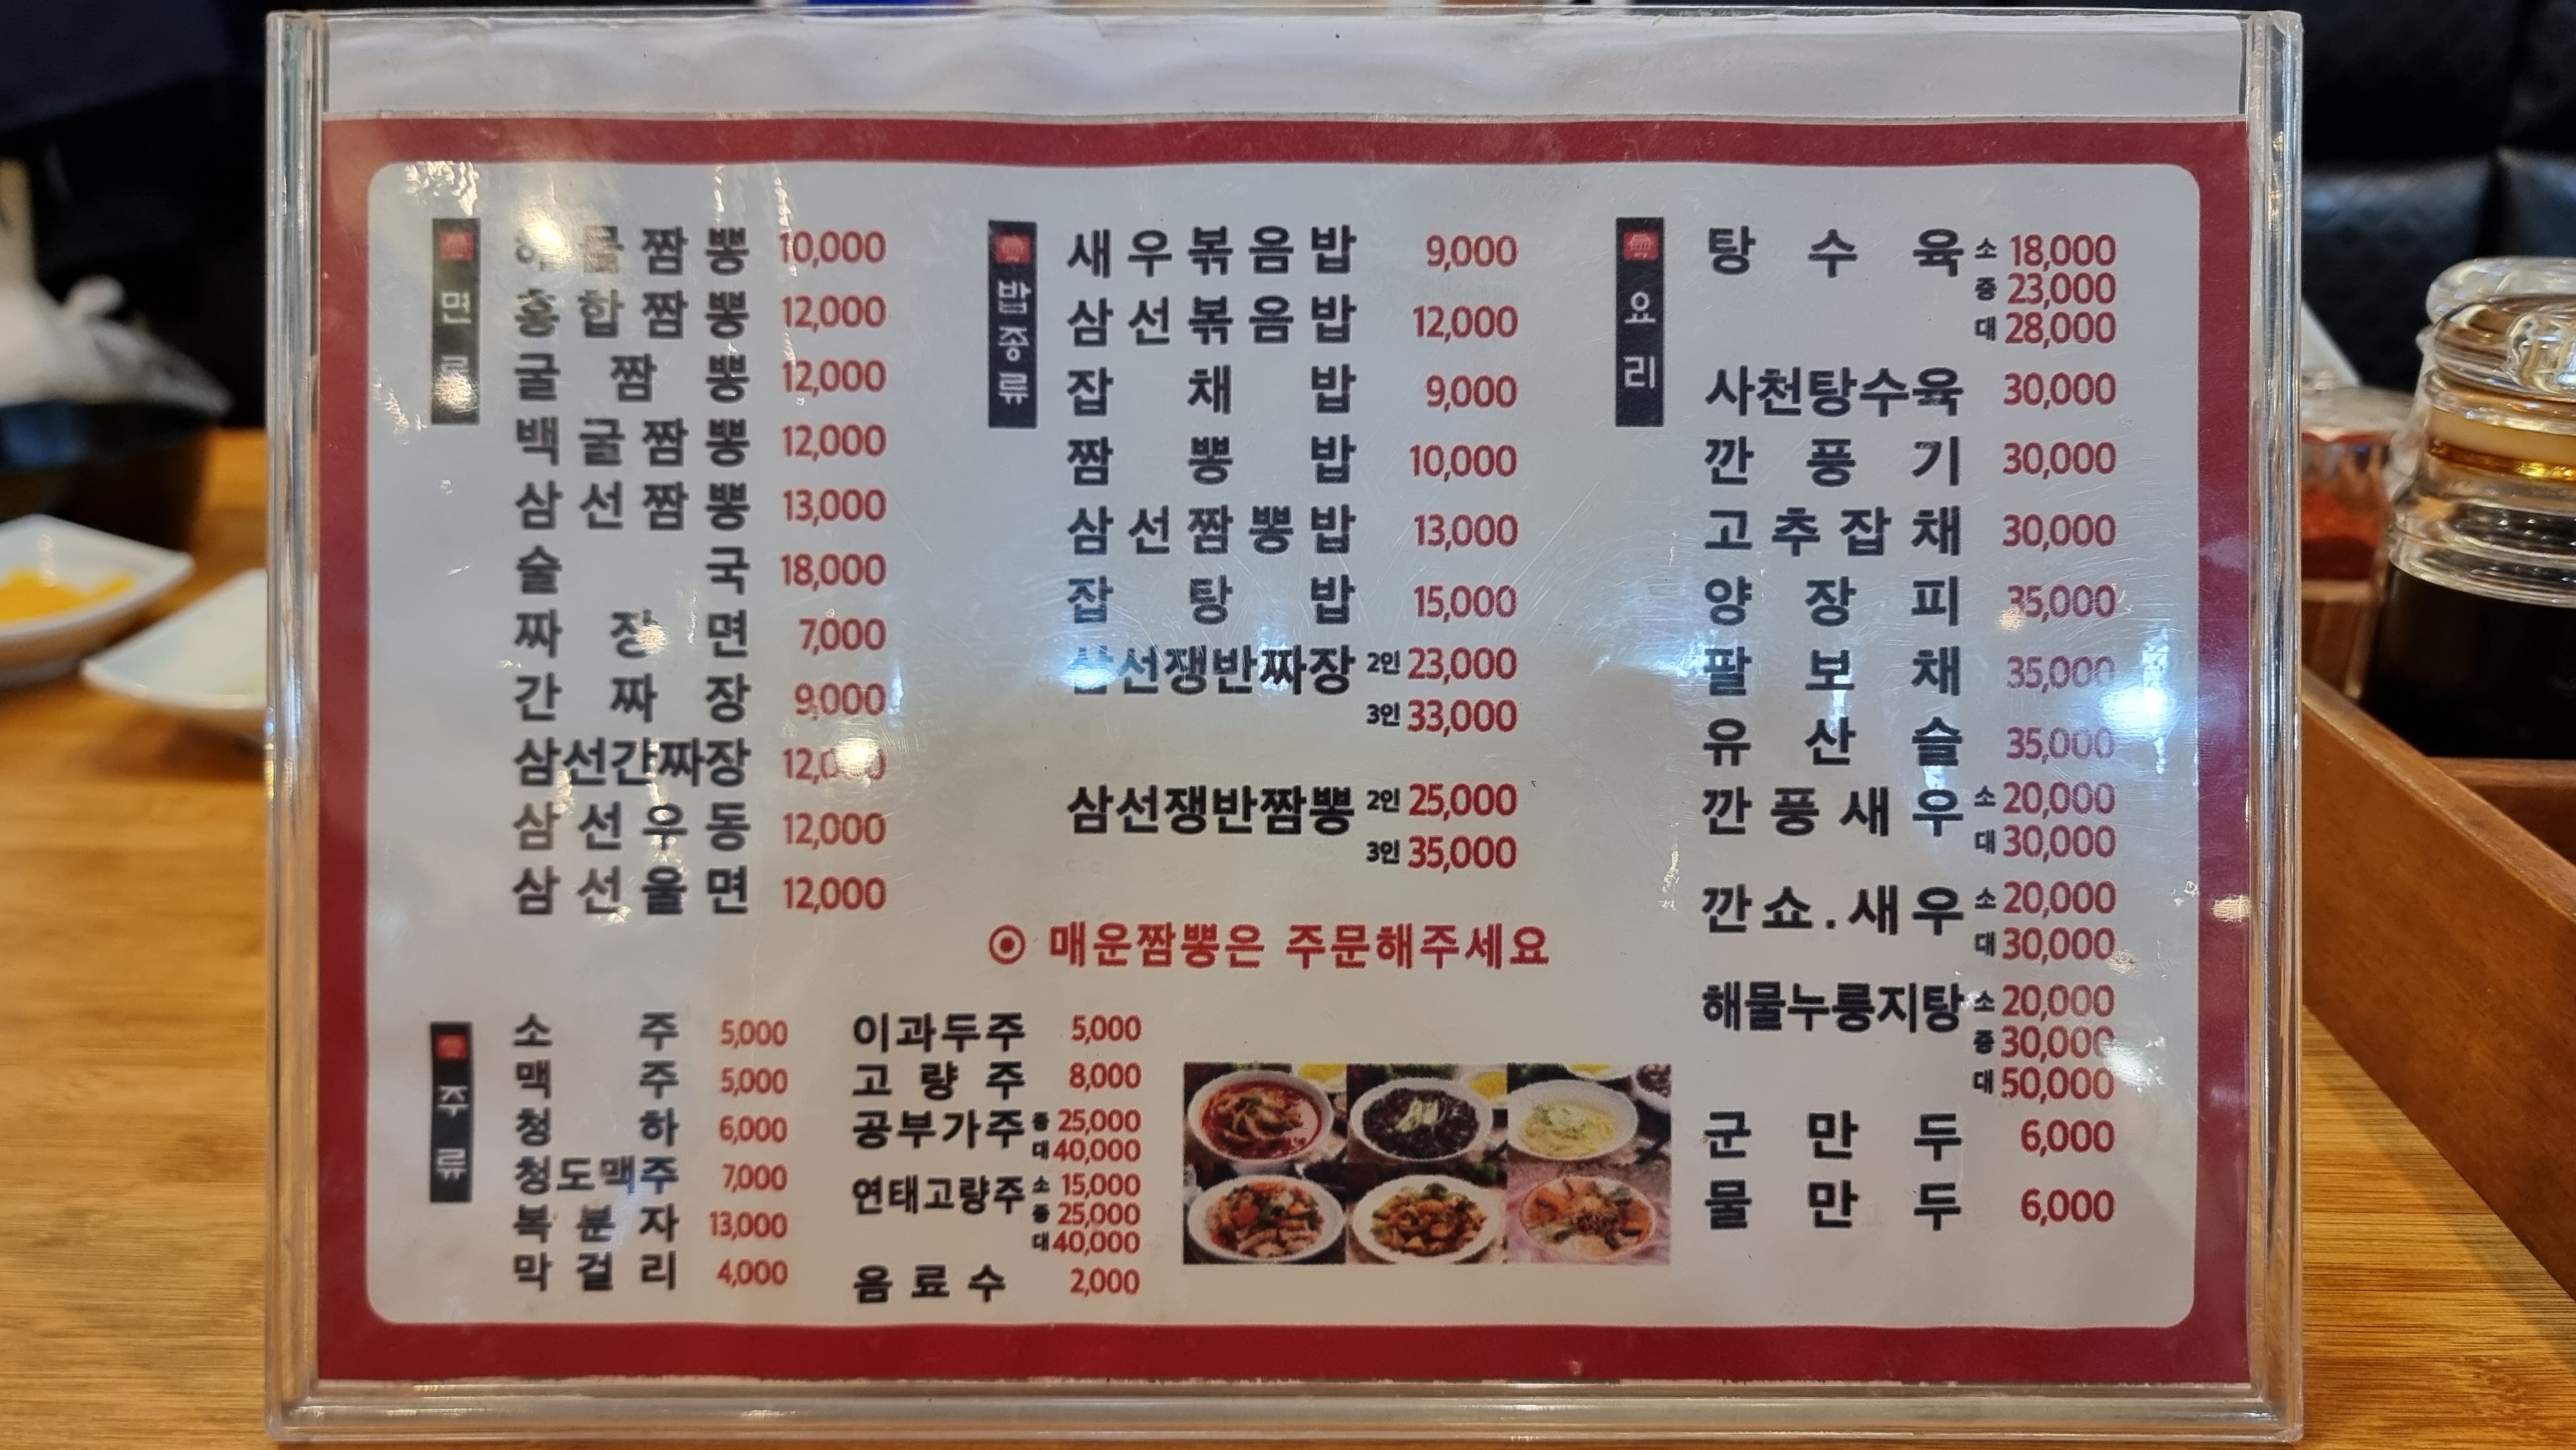 면류
해물짬뽕 10,000
홍합짬뽕 12,000
굴짬뽕 12,000
백굴짬뽕 12,000
삼선짬뽕 13,000
술국 18,000
짜장면 7,000
간짜장 9,000
삼선간짜장 12,000
삼선우동 12,000
삼선울면 12,000
밥종류
새우볶음밥 9,000
삼선볶음밥 12,000
잡채밥 9,000
짬뽕밥 10,000
삼선짬뽕밥 13,000
잡탕밥 15,000
삼선쟁반짜장 2인 23,000
3인 33,000
삼선쟁반짬뽕 2인 25,000
3인 35,000
⊙ 매운짬뽕은 주문해주세요
요리
탕수육 소 18,000
중 23,000
대 28,000
사천탕수육 30,000
깐풍기 30,000
고추잡채 30,000
양장피 35,000
팔보채 35,000
유산슬 35,000
깐풍새우 소 20,000
대 30,000
깐쇼.새우 소 20,000
대 30,000
해물누룽지탕 소 20,000
중 30,000
대 50,000
군만두 6,000
물만두 6,000
주류
소주 5,000
맥주 5,000
청하 6,000
청도맥주 7,000
복분자 13,000
막걸리 4,000
이과두주 5,000
고량주 8,000
공부가주 중 25,000
대 40,000
연태고량주 소 15,000
중 25,000
대 40,000
음료수 2,000